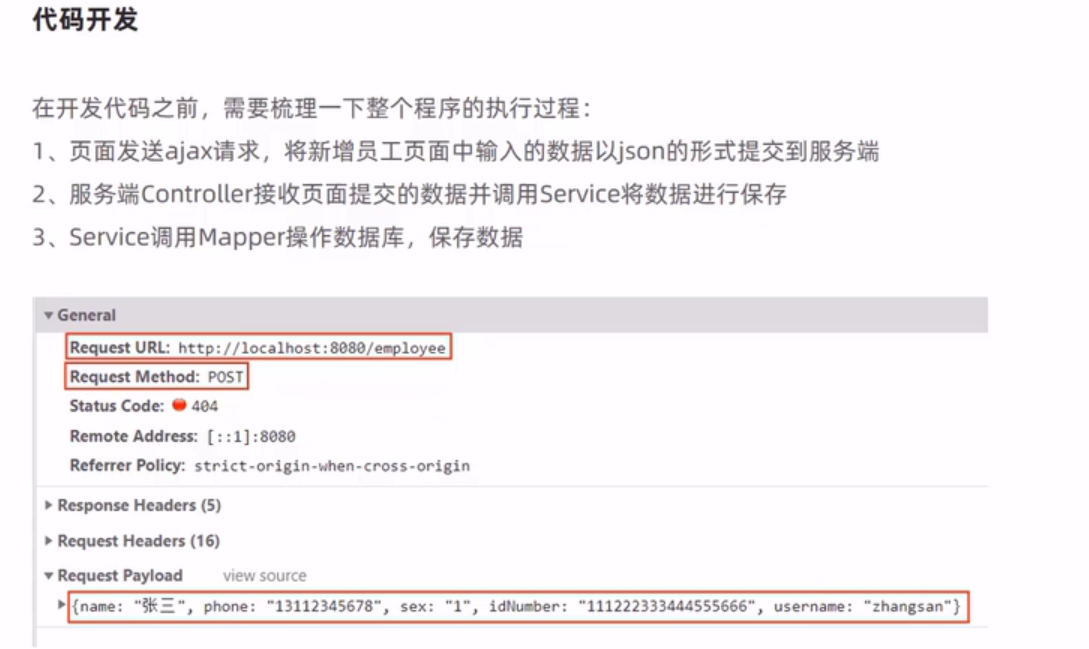 代码开发
在开发代码之前，需要梳理一下整个程序的执行过程：
1、页面发送ajax请求，将新增员工页面中输入的数据以json的形式提交到服务端
2、服务端Controller接收页面提交的数据并调用Service将数据进行保存
3、Service调用Mapper操作数据库，保存数据
General
Request URL: http://localhost:8080/employee
Request Method: POST
Status Code: 404
Remote Address: [::1]:8080
Referrer Policy: strict-origin-when-cross-origin
Response Headers (5)
Request Headers (16)
Request Payload view source
{name: "张三", phone: "13112345678", sex: "1", idNumber: "111222333444555666", username: "zhangsan"}